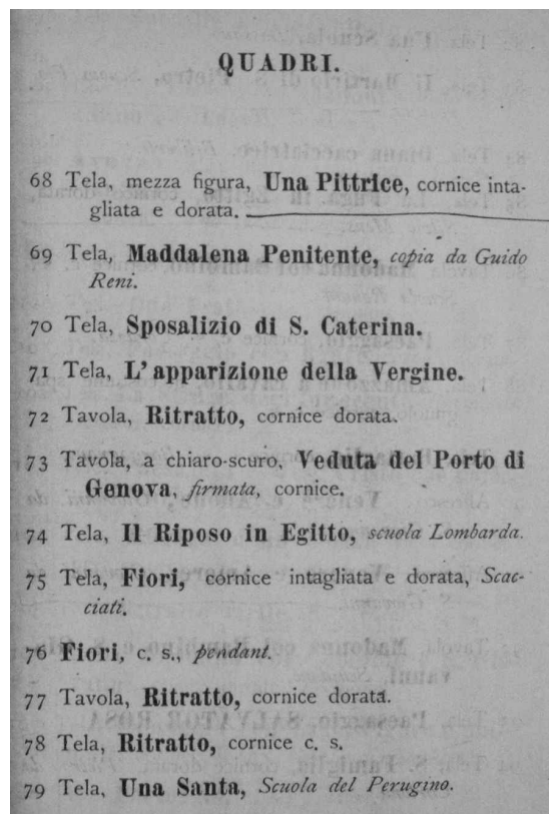 QUADRI.
68 Tela, mezza figura, Una Pittrice, cornice inta-
gliata e dorata.
69 Tela, Maddalena Penitente, copia da Guido
Reni.
70 Tela, Sposalizio di S. Caterina.
71 Tela, L'apparizione della Vergine.
72 Tavola, Ritratto, cornice dorata.
73 Tavola, a chiaro-scuro, Veduta del Porto di
Genova, firmata, cornice.
74 Tela, Il Riposo in Egitto, scuola Lombarda.
75 Tela, Fiori, cornice intagliata e dorata, Scac-
ciati.
76 Fiori, c. s., pendant.
77 Tavola, Ritratto, cornice dorata.
78 Tela, Ritratto, cornice c. s.
79 Tela, Una Santa, Scuola del Perugino.